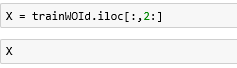 X = trainWOId.iloc[:,2:]
X